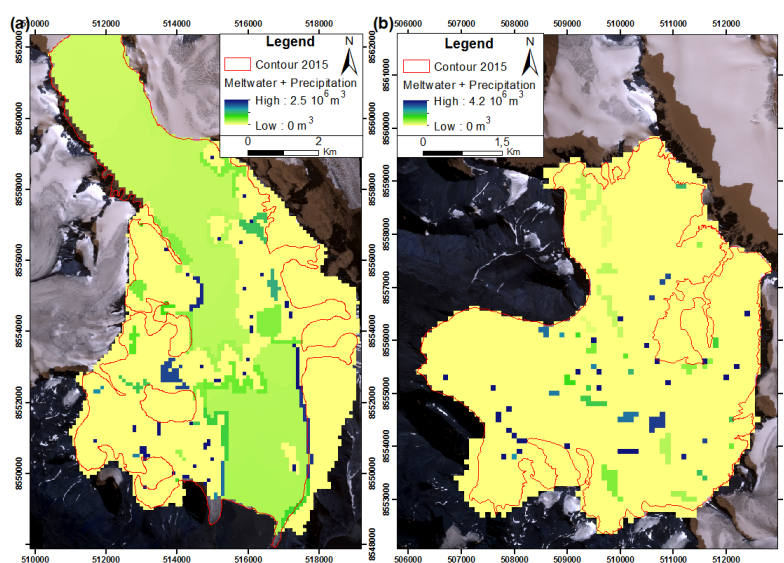 (a)
510000 512000 514000 516000 518000
Legend
N
Contour 2015
Meltwater + Precipitation
High : 2.5 10^6 m^3
Low : 0 m^3
0 2
Km
8562000
8560000
8558000
8556000
8554000
8552000
8550000
8548000
510000 512000 514000 516000 518000
(b)
506000 507000 508000 509000 510000 511000 512000
Legend
N
Contour 2015
Meltwater + Precipitation
High : 4.2 10^6 m^3
Low : 0 m^3
0 1,5
Km
8561000
8560000
8559000
8558000
8557000
8556000
8555000
8554000
8553000
506000 507000 508000 509000 510000 511000 512000